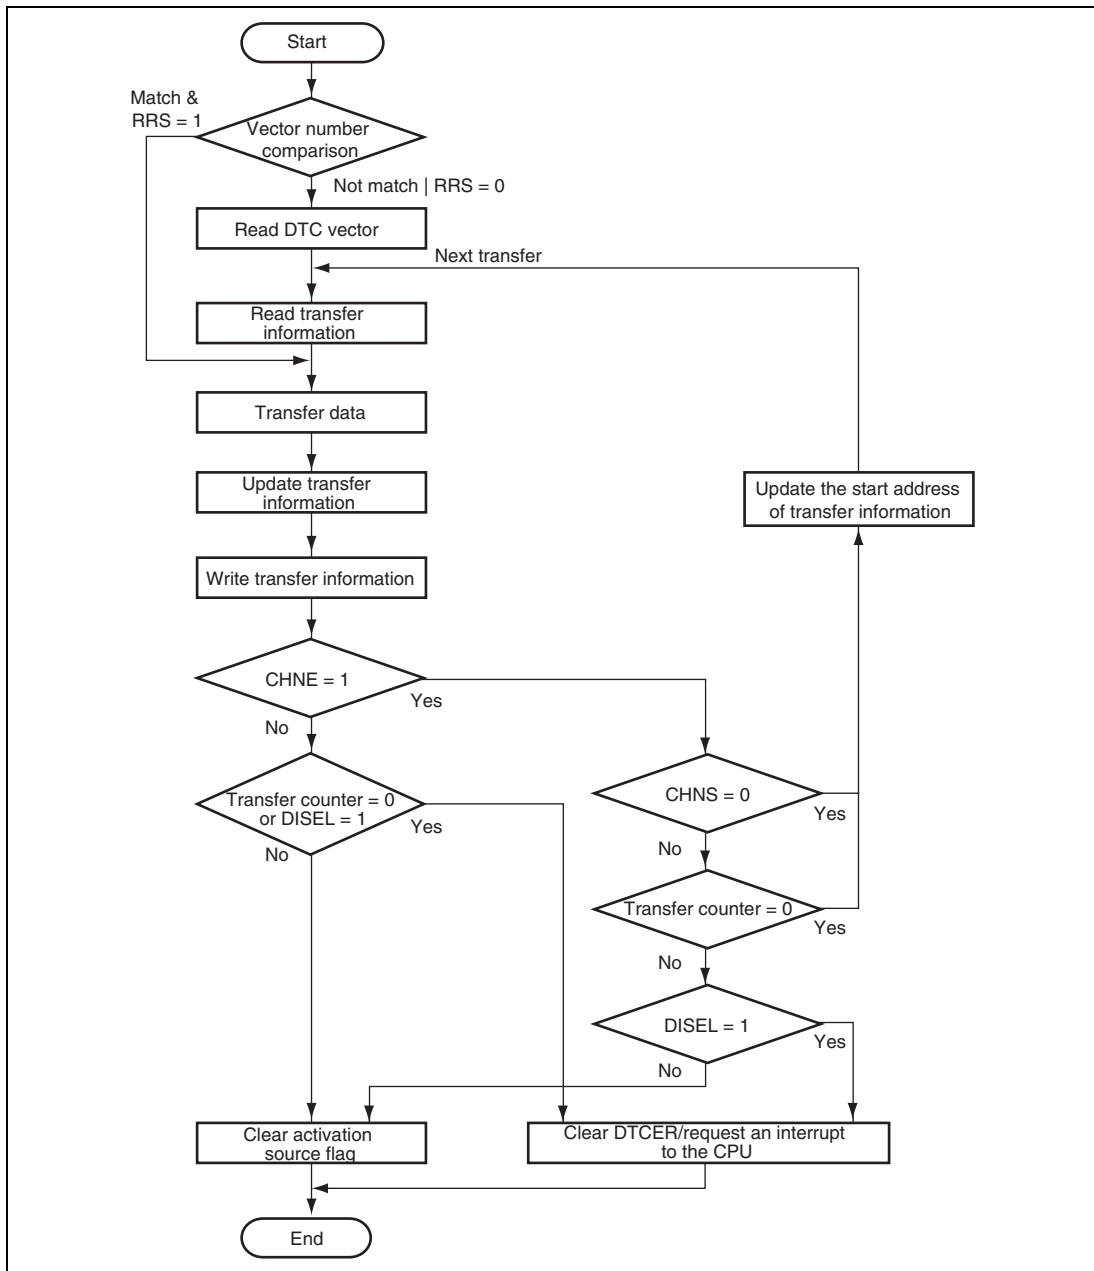 Start
Match &
RRS = 1
Vector number
comparison
Not match | RRS = 0
Read DTC vector
Next transfer
Read transfer
information
Transfer data
Update transfer
information
Update the start address
of transfer information
Write transfer information
CHNE = 1
Yes
No
Transfer counter = 0
or DISEL = 1
Yes
No
CHNS = 0
Yes
No
Transfer counter = 0
Yes
No
DISEL = 1
Yes
No
Clear activation
source flag
Clear DTCER/request an interrupt
to the CPU
End